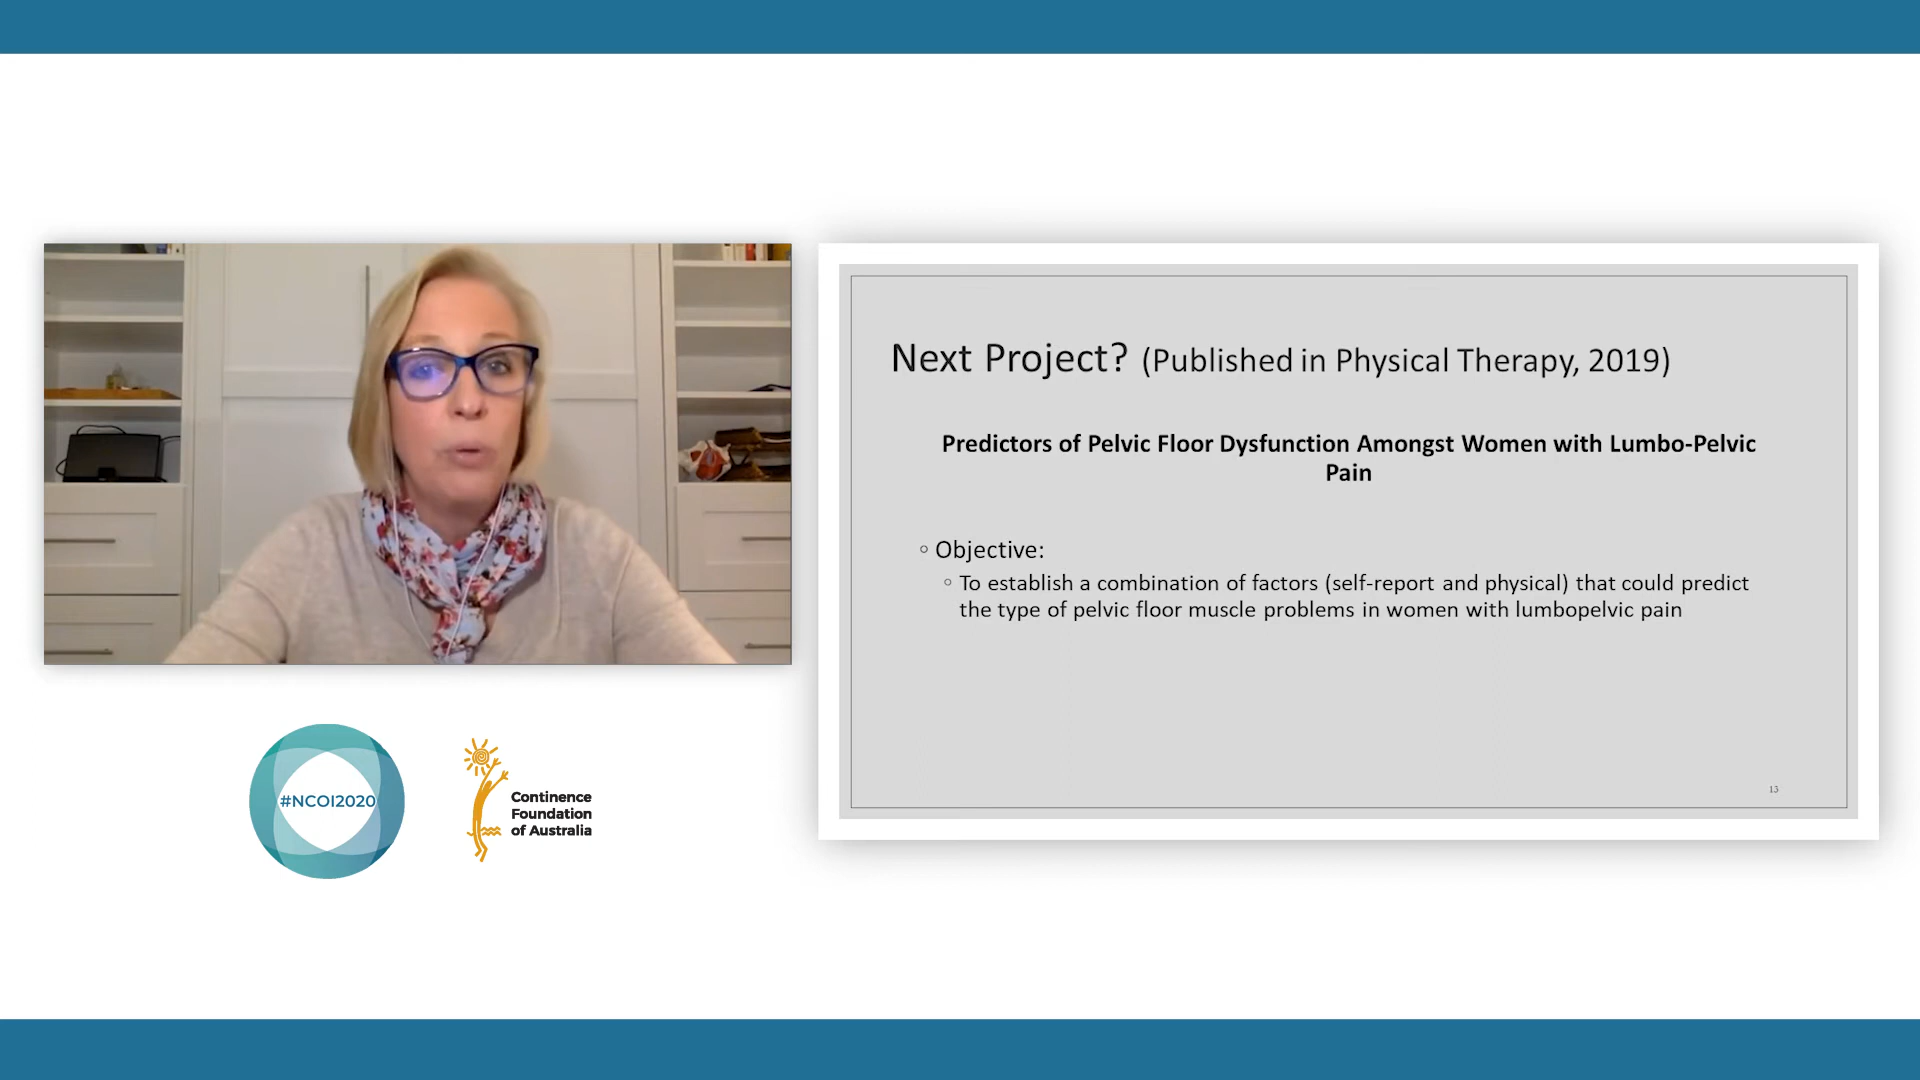 Next Project? (Published in Physical Therapy, 2019)
Predictors of Pelvic Floor Dysfunction Amongst Women with Lumbo-Pelvic
Pain
◦ Objective:
◦ To establish a combination of factors (self-report and physical) that could predict
the type of pelvic floor muscle problems in women with lumbopelvic pain
13
#NCOI2020
Continence
Foundation
of Australia